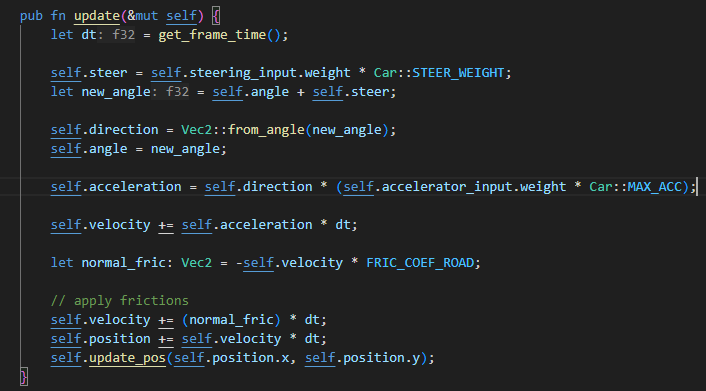 pub fn update(&mut self) {
    let dt: f32 = get_frame_time();

    self.steer = self.steering_input.weight * Car::STEER_WEIGHT;
    let new_angle: f32 = self.angle + self.steer;

    self.direction = Vec2::from_angle(new_angle);
    self.angle = new_angle;

    self.acceleration = self.direction * (self.accelerator_input.weight * Car::MAX_ACC);

    self.velocity += self.acceleration * dt;

    let normal_fric: Vec2 = -self.velocity * FRIC_COEF_ROAD;

    // apply frictions
    self.velocity += (normal_fric) * dt;
    self.position += self.velocity * dt;
    self.update_pos(self.position.x, self.position.y);
}